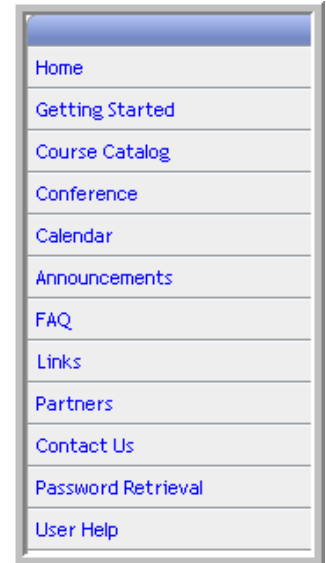 Home
Getting Started
Course Catalog
Conference
Calendar
Announcements
FAQ
Links
Partners
Contact Us
Password Retrieval
User Help